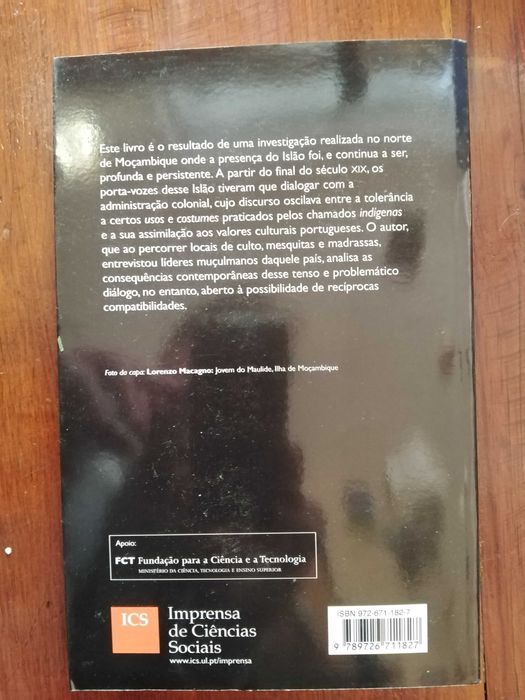 Este livro é o resultado de uma investigação realizada no norte
de Moçambique onde a presença do Islão foi, e continua a ser,
profunda e persistente. A partir do final do século XIX, os
porta-vozes desse Islão tiveram que dialogar com a
administração colonial, cujo discurso oscilava entre a tolerância
a certos usos e costumes praticados pelos chamados indígenas
e a sua assimilação aos valores culturais portugueses. O autor,
que ao percorrer locais de culto, mesquitas e madrassas,
entrevistou líderes muçulmanos daquele país, analisa as
consequências contemporâneas desse tenso e problemático
diálogo, no entanto, aberto à possibilidade de recíprocas
compatibilidades.
Foto da capa: Lorenzo Macagno: Jovem do Maulide, Ilha de Moçambique
Apoio:
FCT Fundação para a Ciência e a Tecnologia
MINISTÉRIO DA CIÊNCIA, TECNOLOGIA E ENSINO SUPERIOR
ICS
Imprensa
de Ciências
Sociais
www.ics.ul.pt/imprensa
ISBN 972-671-182-7
9 789726 711827